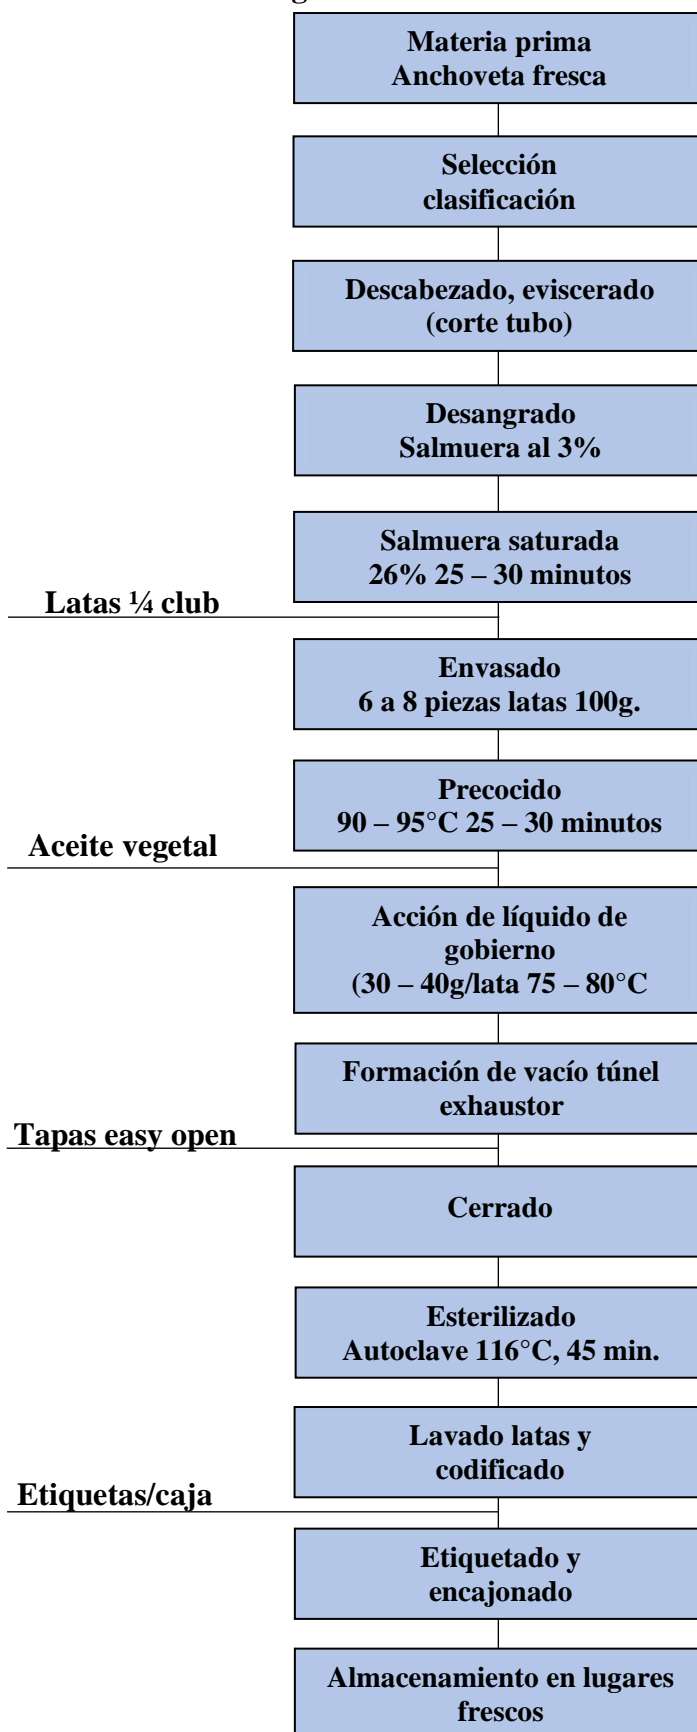 Materia prima
Anchoveta fresca
Selección
clasificación
Descabezado, eviscerado
(corte tubo)
Desangrado
Salmuera al 3%
Salmuera saturada
26% 25 – 30 minutos
Latas ¼ club
Envasado
6 a 8 piezas latas 100g.
Precocido
90 – 95°C 25 – 30 minutos
Aceite vegetal
Acción de líquido de
gobierno
(30 – 40g/lata 75 – 80°C
Formación de vacío túnel
exhaustor
Tapas easy open
Cerrado
Esterilizado
Autoclave 116°C, 45 min.
Lavado latas y
codificado
Etiquetas/caja
Etiquetado y
encajonado
Almacenamiento en lugares
frescos